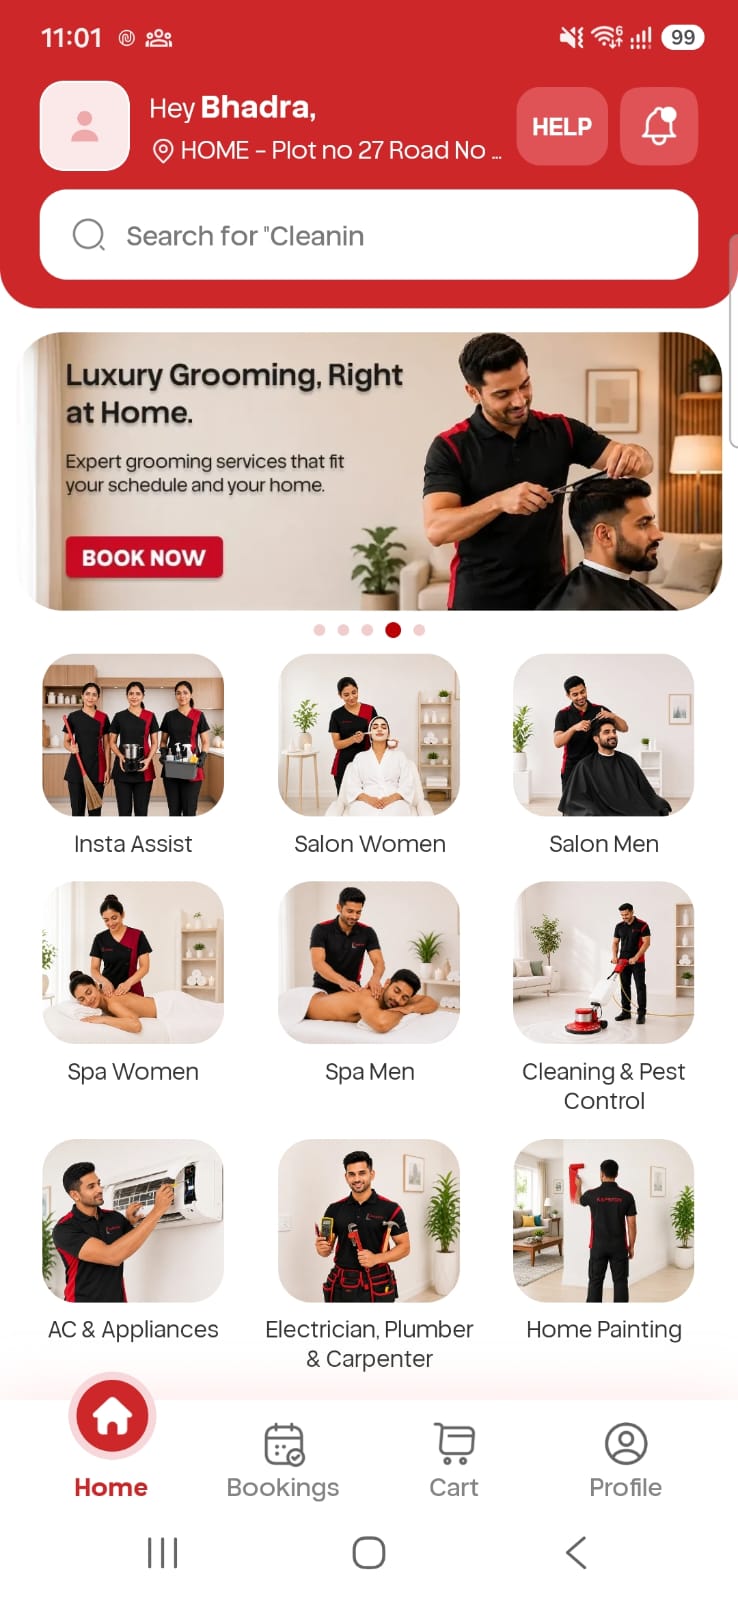 11:01
99
Hey Bhadra,
HOME - Plot no 27 Road No ...
HELP
Search for "Cleanin
Luxury Grooming, Right
at Home.
Expert grooming services that fit
your schedule and your home.
BOOK NOW
Insta Assist
Salon Women
Salon Men
Spa Women
Spa Men
Cleaning & Pest
Control
AC & Appliances
Electrician, Plumber
& Carpenter
Home Painting
Home
Bookings
Cart
Profile